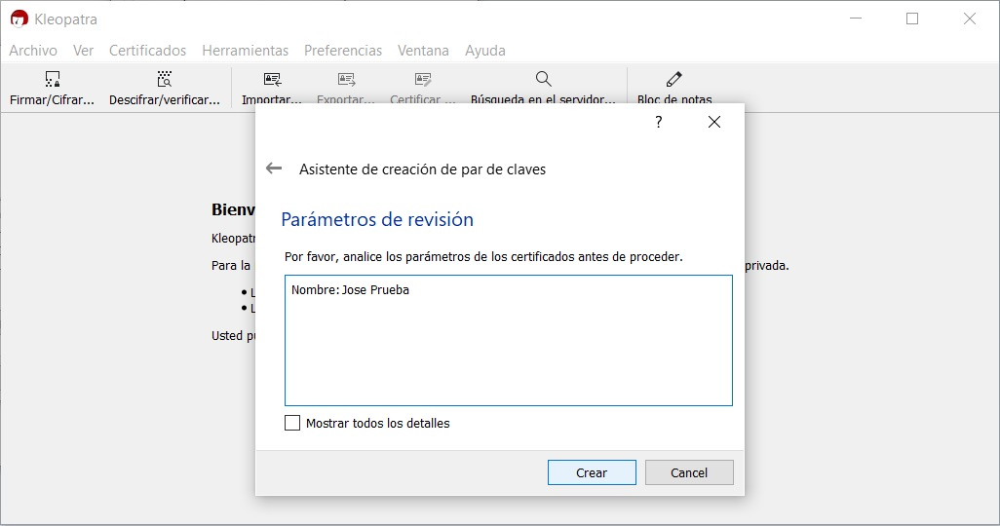 Kleopatra
Archivo Ver Certificados Herramientas Preferencias Ventana Ayuda
Firmar/Cifrar... Descifrar/verificar... Importar... Exportar... Certificar ... Búsqueda en el servidor... Bloc de notas
?
Asistente de creación de par de claves
Parámetros de revisión
Por favor, analice los parámetros de los certificados antes de proceder.
Nombre: Jose Prueba
Mostrar todos los detalles
Crear Cancel
Para la
privada.
Usted